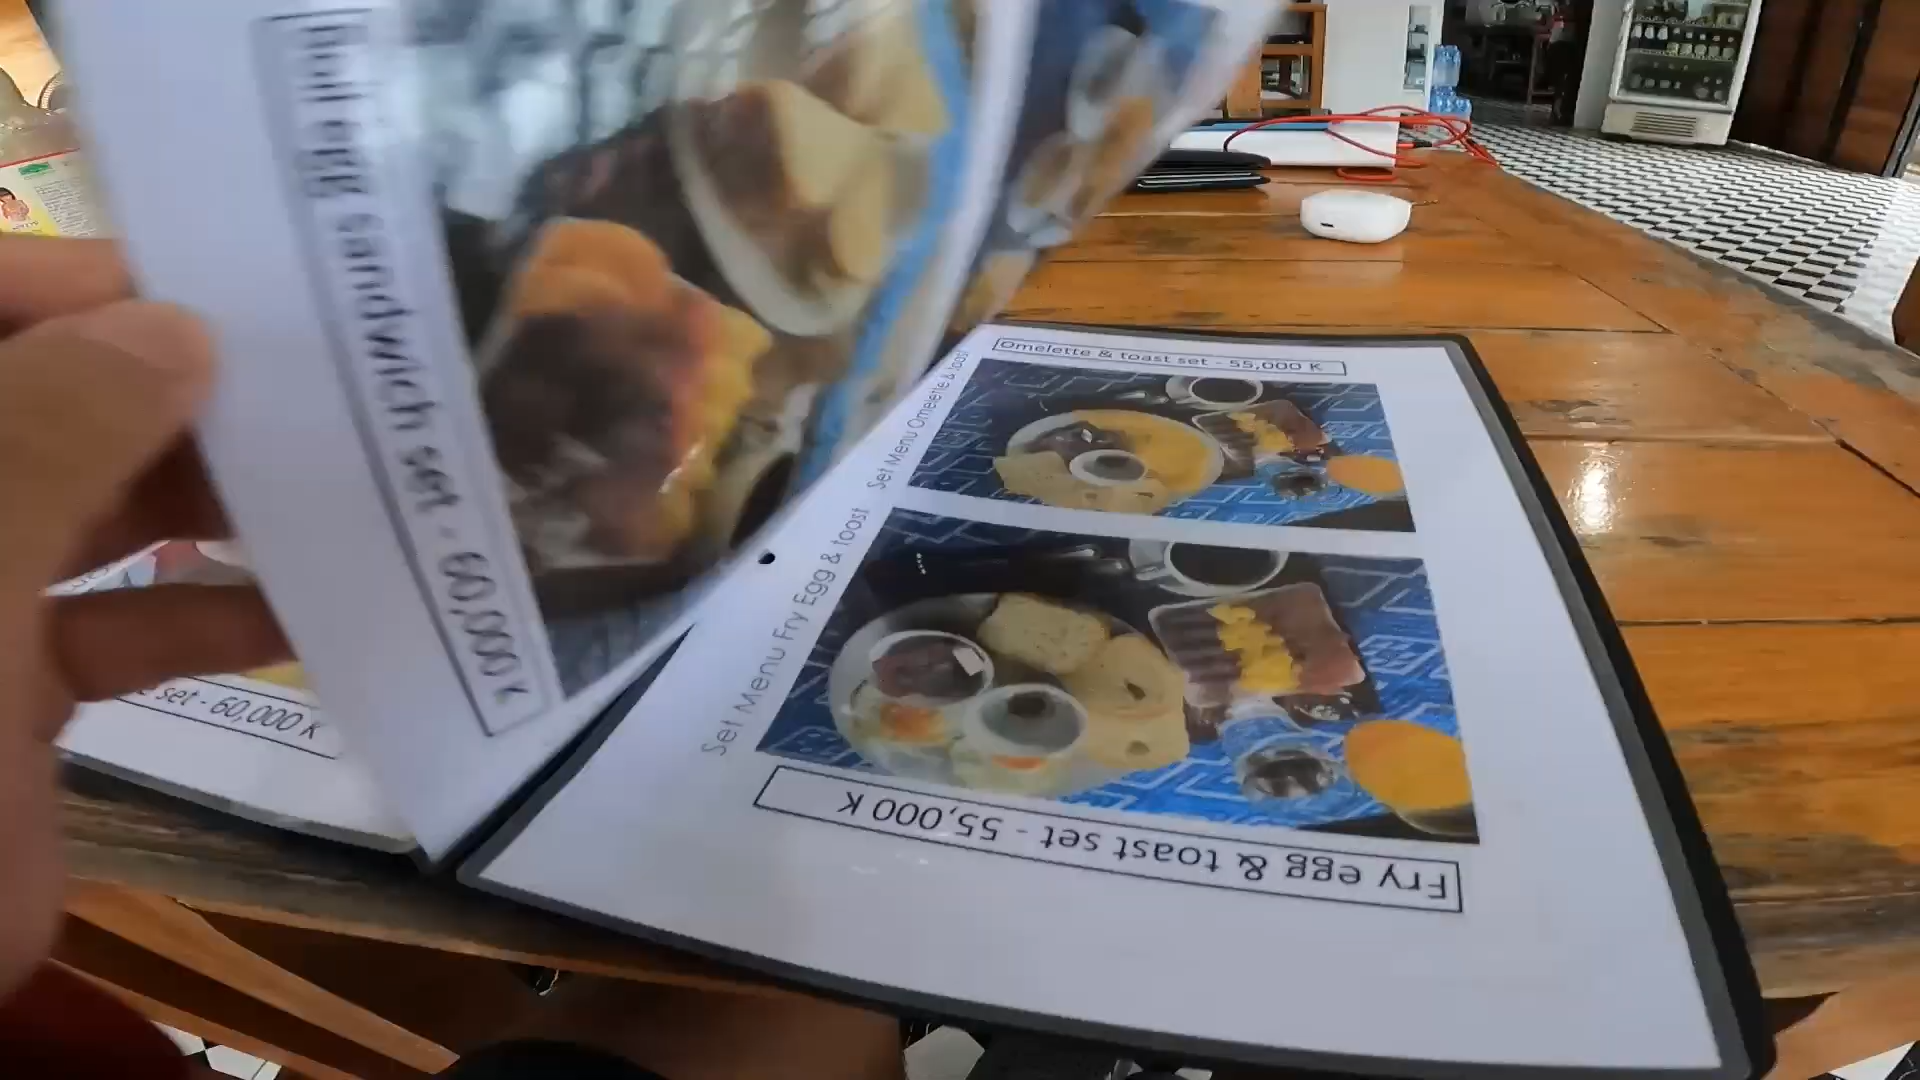 Boil egg sandwich set - 60,000 K
set - 60,000 K
Omelette & toast set - 55,000 K
Set Menu Omelette & toast
Set Menu Fry Egg & toost
Fry egg & toast set - 55,000 K